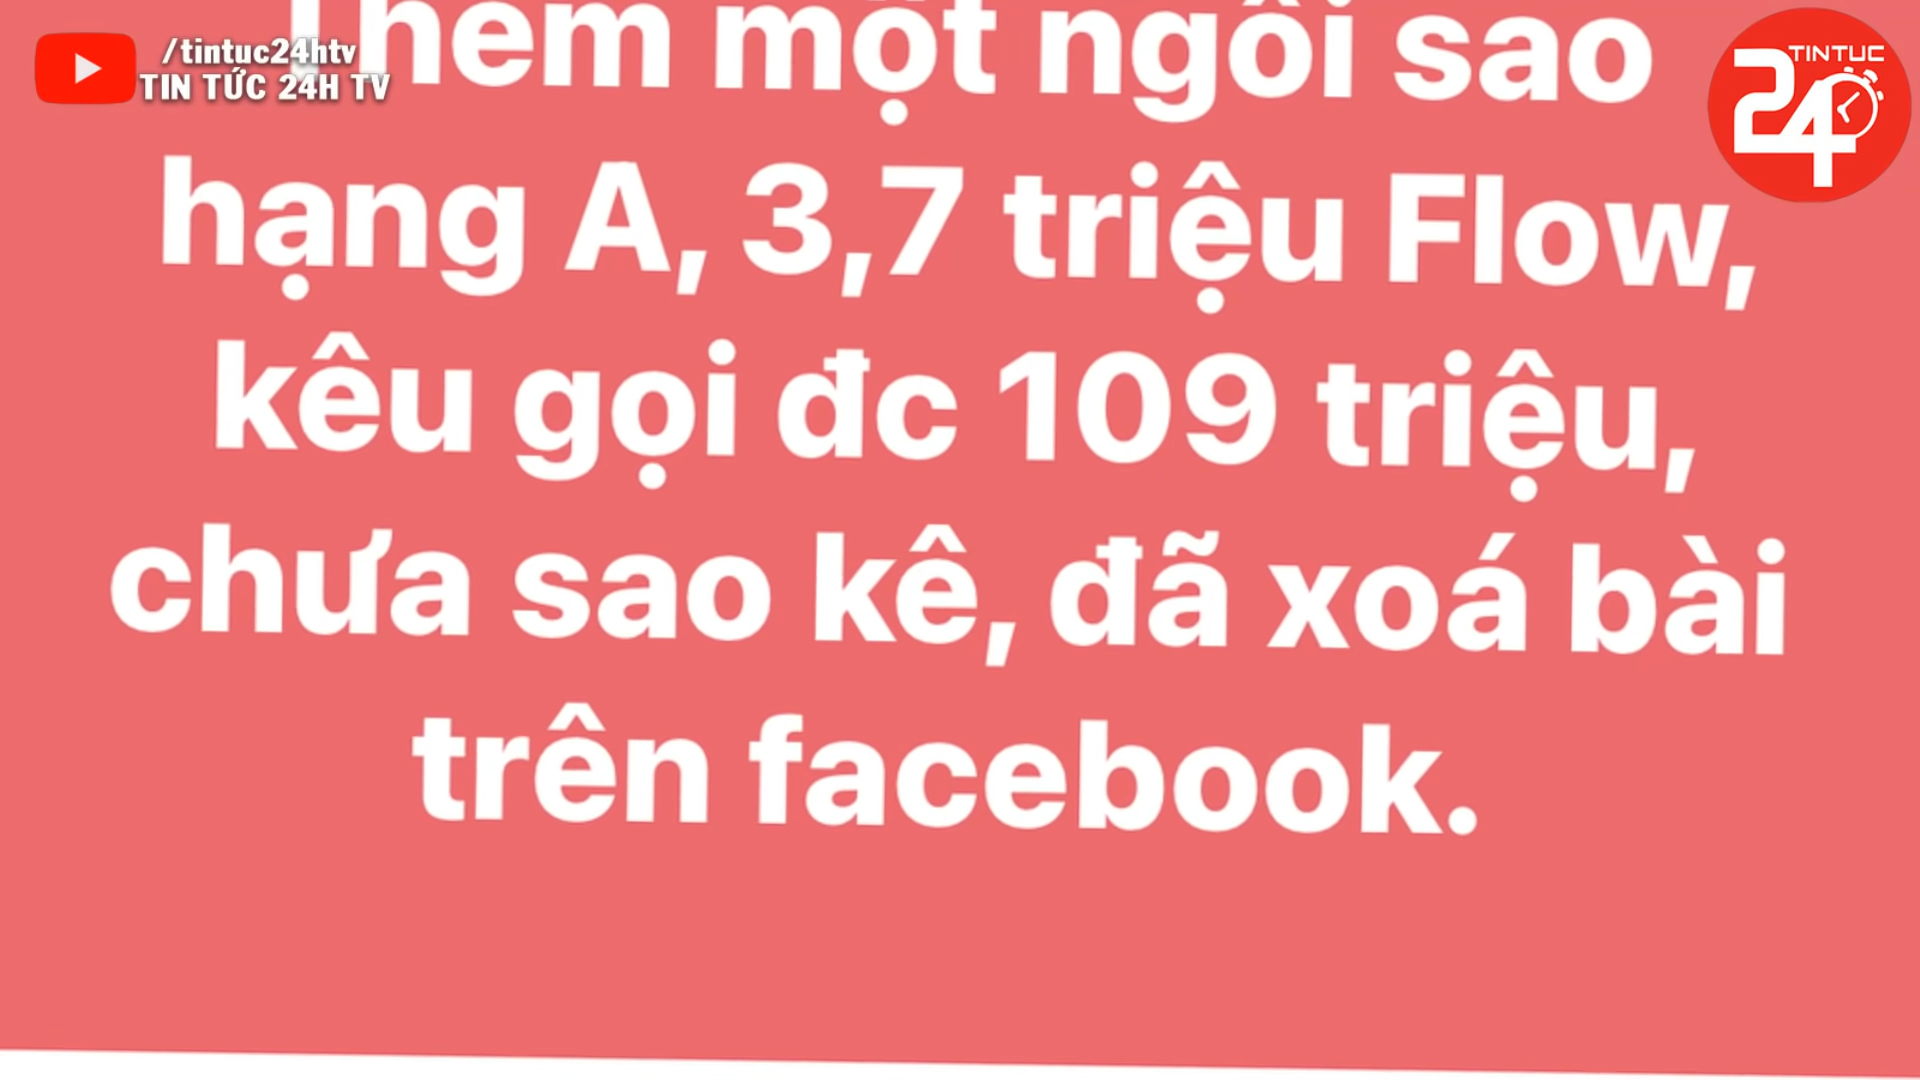 /tintuc24htv
TIN TỨC 24H TV
TINTUC
24
Thêm một ngôi sao
hạng A, 3,7 triệu Flow,
kêu gọi đc 109 triệu,
chưa sao kê, đã xoá bài
trên facebook.